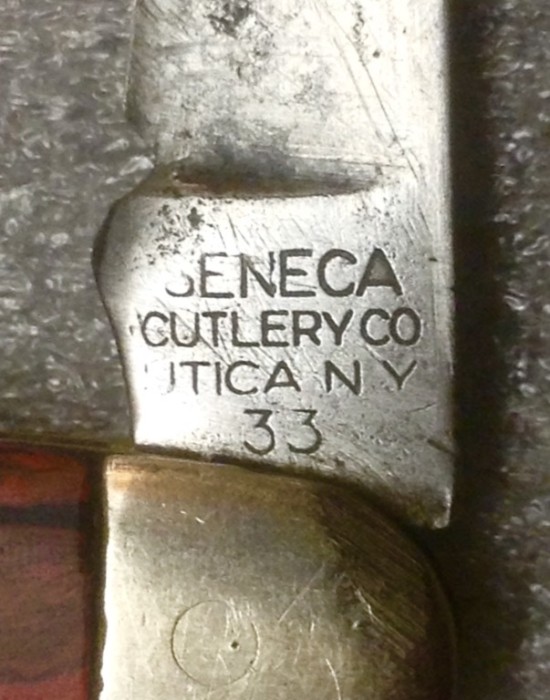 SENECA
CUTLERY CO
UTICA N Y
33